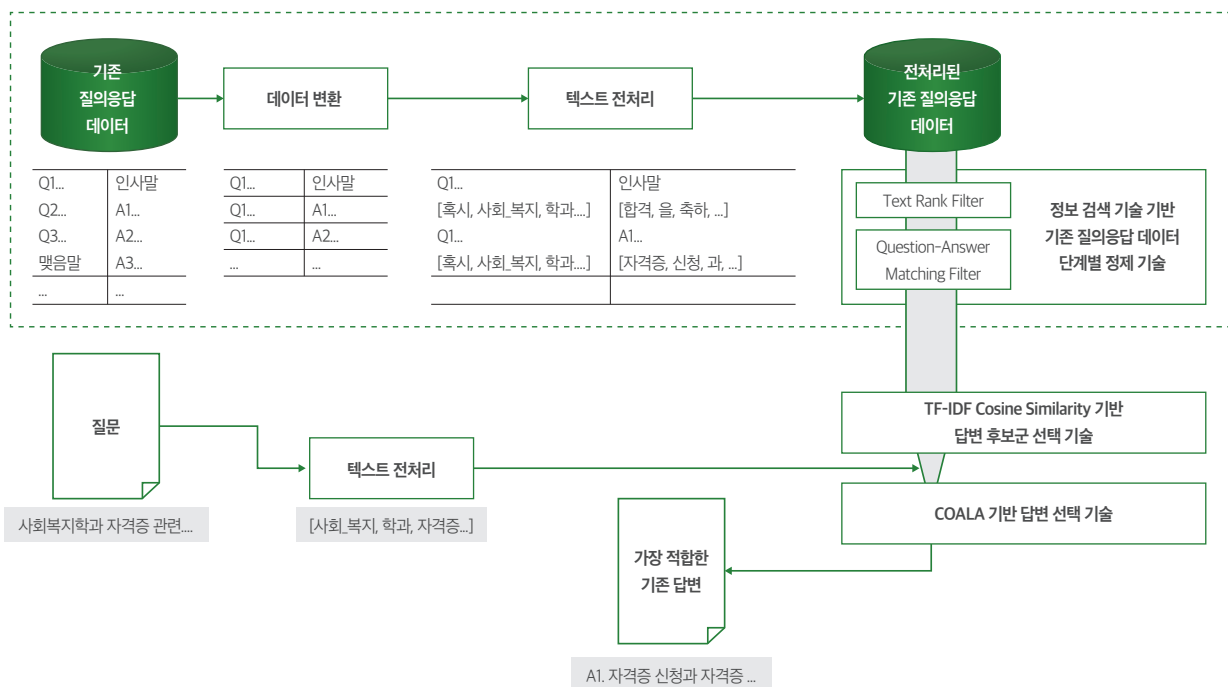 기존
질의응답
데이터
데이터 변환
텍스트 전처리
전처리된
기존 질의응답
데이터
Q1... 인사말
Q2... A1...
Q3... A2...
맺음말 A3...
... ...
Q1... 인사말
Q1... A1...
Q1... A2...
... ...
Q1... 인사말
[혹시, 사회_복지, 학과....] [합격, 을, 축하, ...]
Q1... A1...
[혹시, 사회_복지, 학과....] [자격증, 신청, 과, ...]
Text Rank Filter
Question-Answer
Matching Filter
정보 검색 기술 기반
기존 질의응답 데이터
단계별 정제 기술
질문
사회복지학과 자격증 관련....
텍스트 전처리
[사회_복지, 학과, 자격증...]
TF-IDF Cosine Similarity 기반
답변 후보군 선택 기술
COALA 기반 답변 선택 기술
가장 적합한
기존 답변
A1. 자격증 신청과 자격증 ...